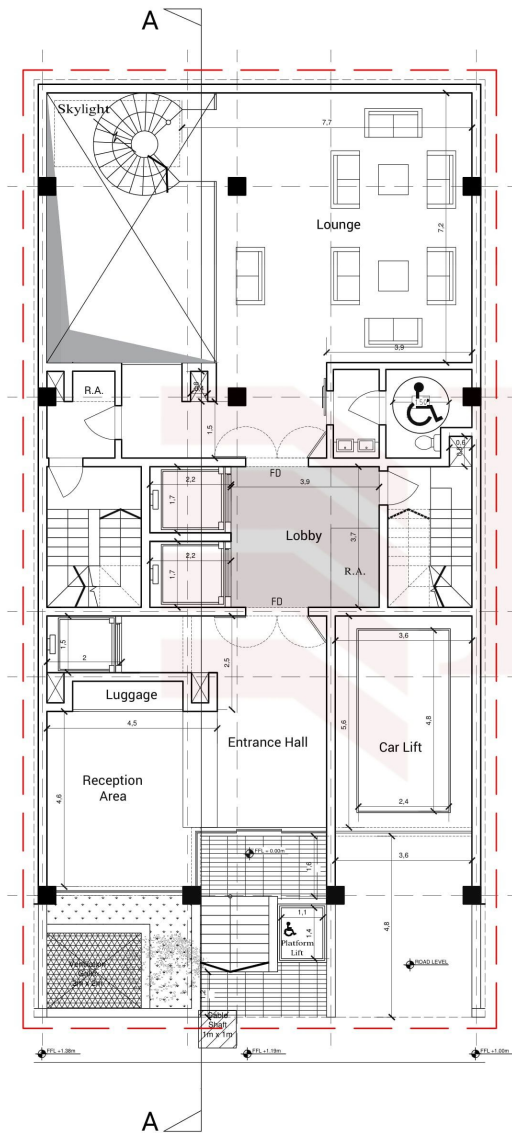 A
Skylight
7,7
Lounge
7,2
3,9
R.A.
1,5
0,6
2,2
1,7
FD
3,9
Lobby
3,7
2,2
1,7
R.A.
FD
1,5
2
2,5
3,6
Luggage
4,5
5,6
4,8
Entrance Hall
Car Lift
Reception
Area
4,6
2,4
FFL = 0.00m
1,6
3,6
4,8
1,1
1,4
Platform
Lift
ROAD LEVEL
Ventilation
3m x 2m
Cable
Shaft
1m x 1m
FFL +1.38m
FFL +1.19m
FFL +1.00m
A